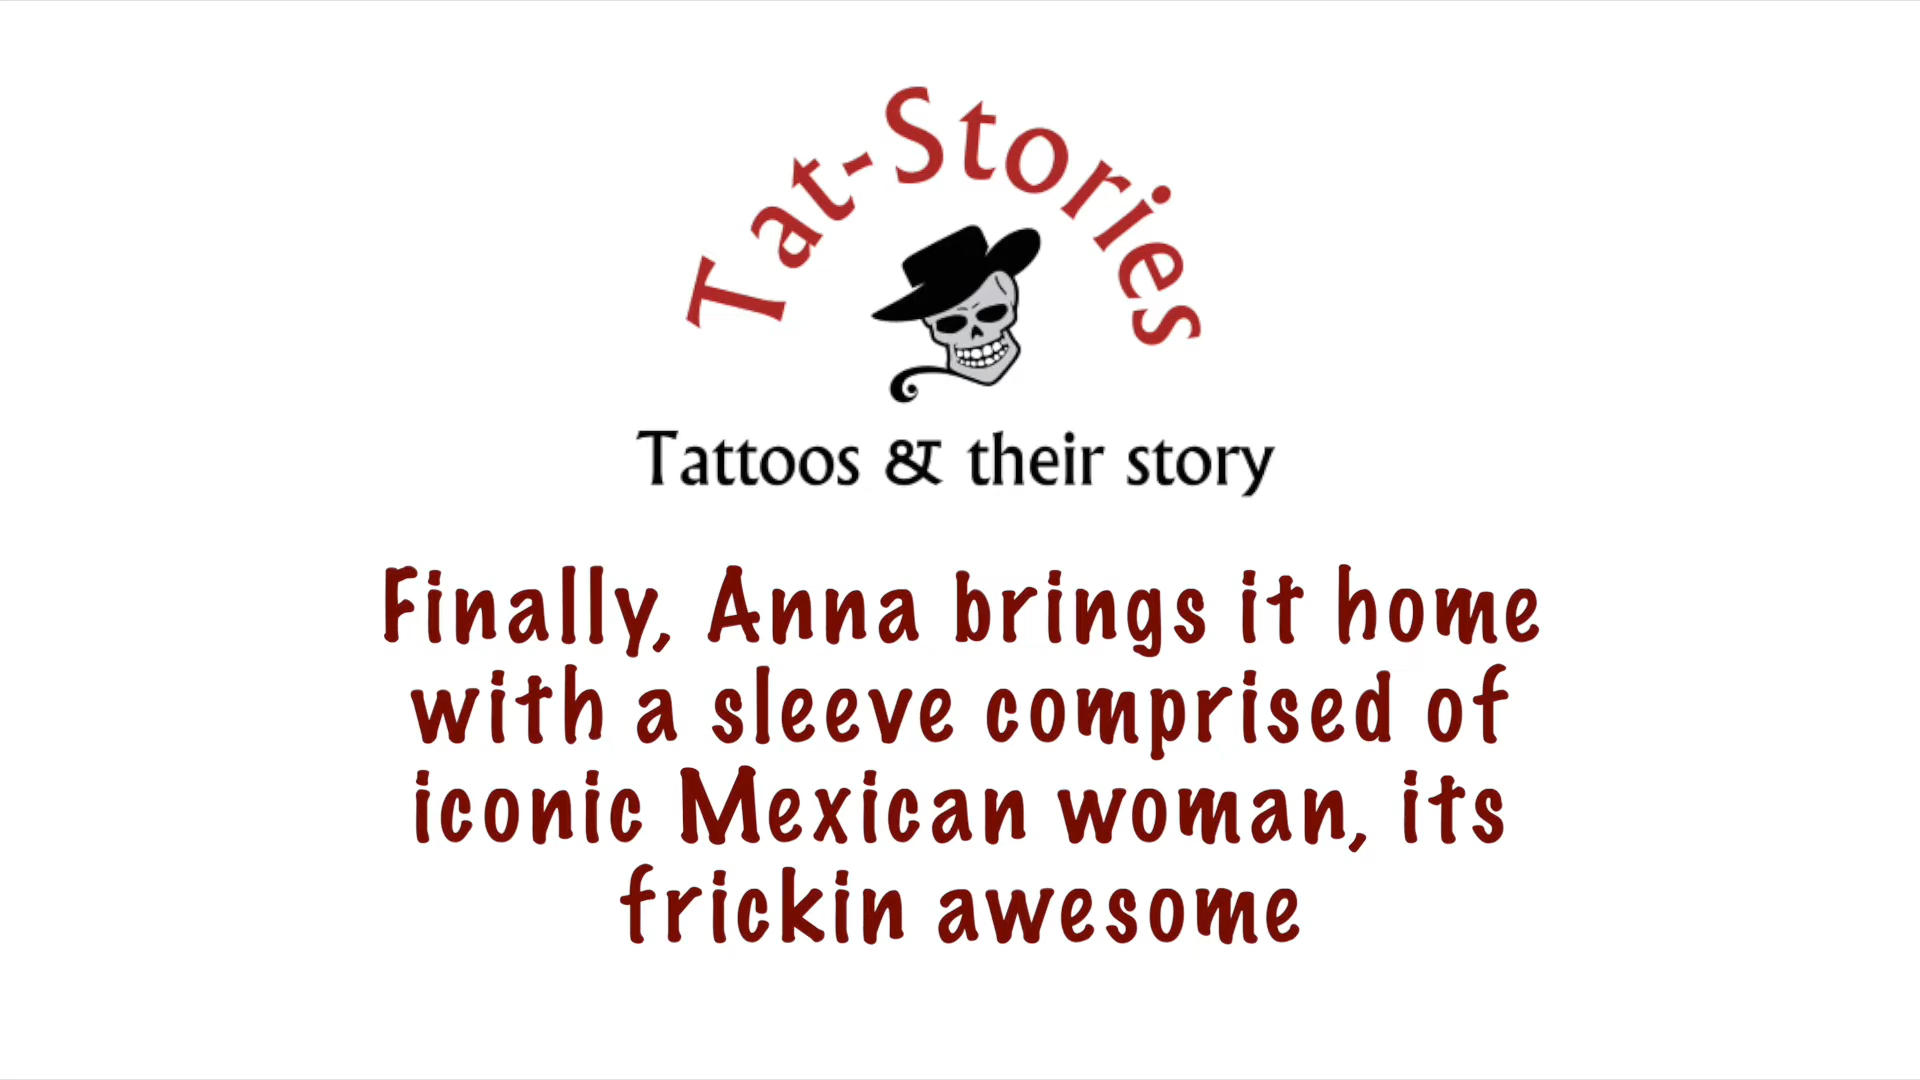 Tat-Stories
Tattoos & their story
Finally, Anna brings it home
with a sleeve comprised of
iconic Mexican woman, its
frickin awesome